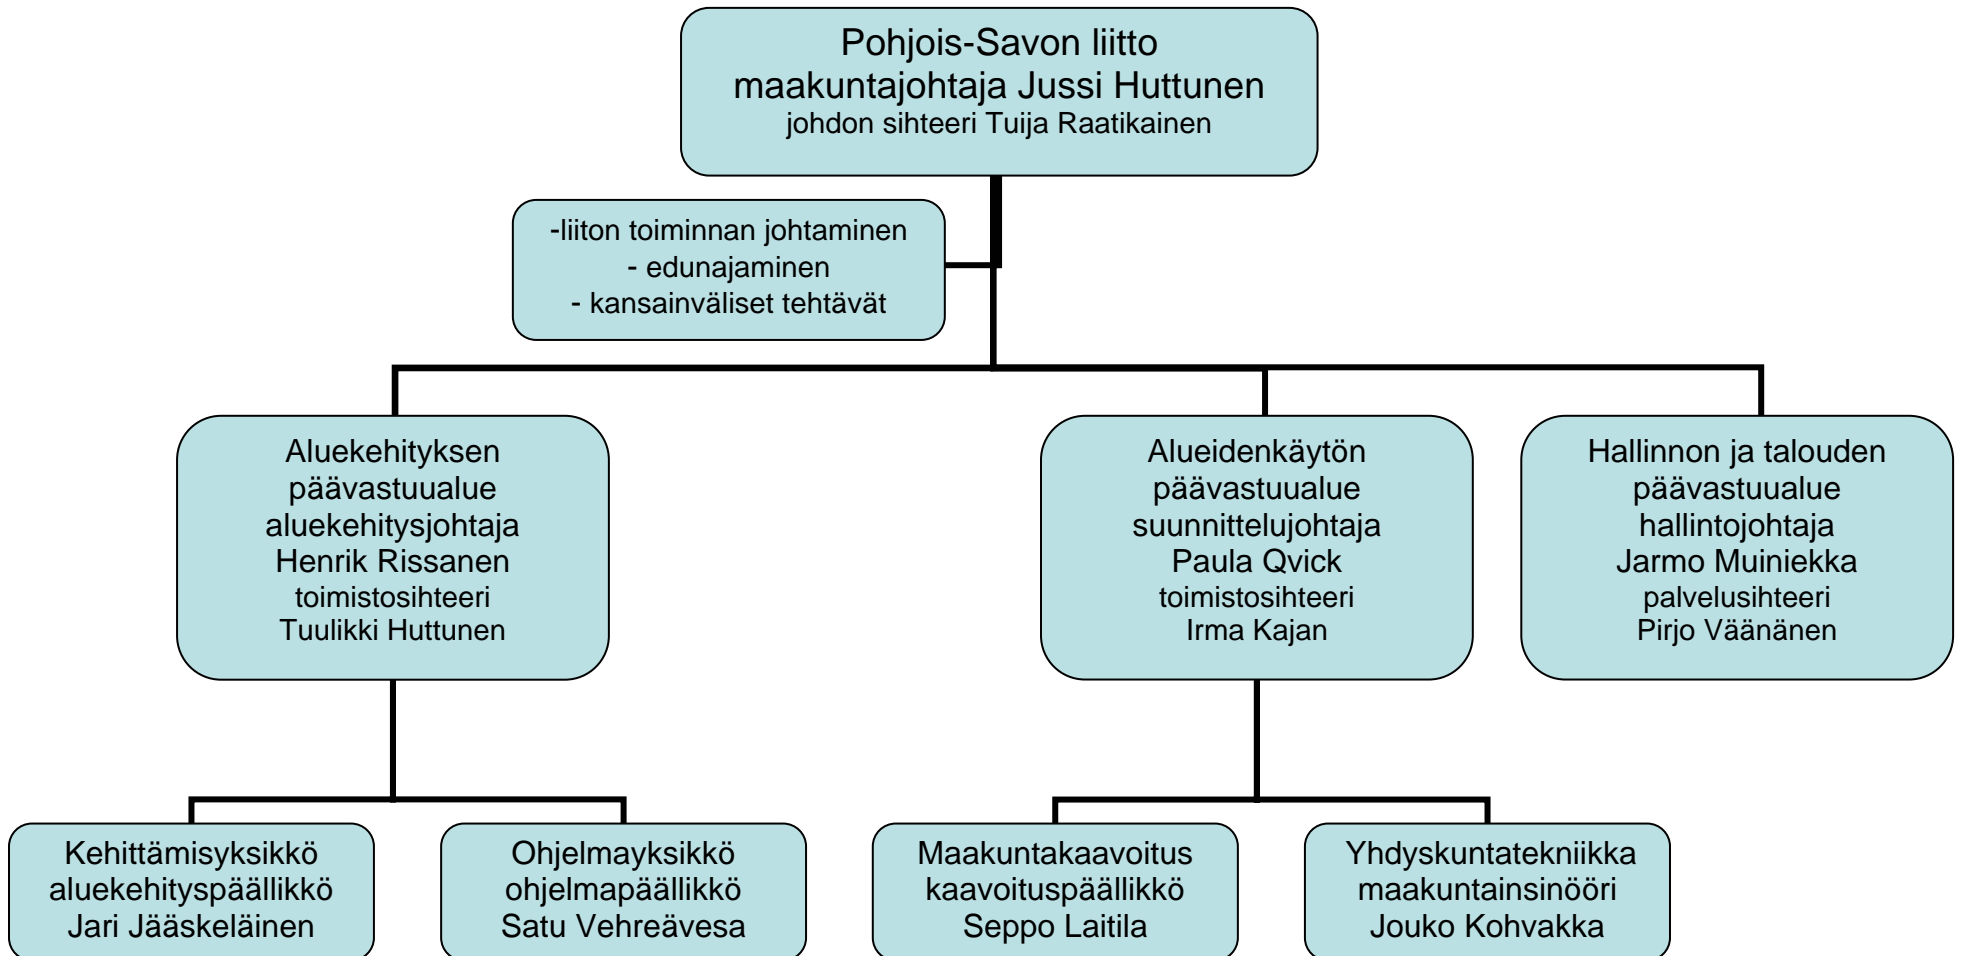 Pohjois-Savon liitto
maakuntajohtaja Jussi Huttunen
johdon sihteeri Tuija Raatikainen
-liiton toiminnan johtaminen
- edunajaminen
- kansainväliset tehtävät
Aluekehityksen
päävastuualue
aluekehitysjohtaja
Henrik Rissanen
toimistosihteeri
Tuulikki Huttunen
Alueidenkäytön
päävastuualue
suunnittelujohtaja
Paula Qvick
toimistosihteeri
Irma Kajan
Hallinnon ja talouden
päävastuualue
hallintojohtaja
Jarmo Muiniekka
palvelusihteeri
Pirjo Väänänen
Kehittämisyksikkö
aluekehityspäällikkö
Jari Jääskeläinen
Ohjelmayksikkö
ohjelmapäällikkö
Satu Vehreävesa
Maakuntakaavoitus
kaavoituspäällikkö
Seppo Laitila
Yhdyskuntatekniikka
maakuntainsinööri
Jouko Kohvakka